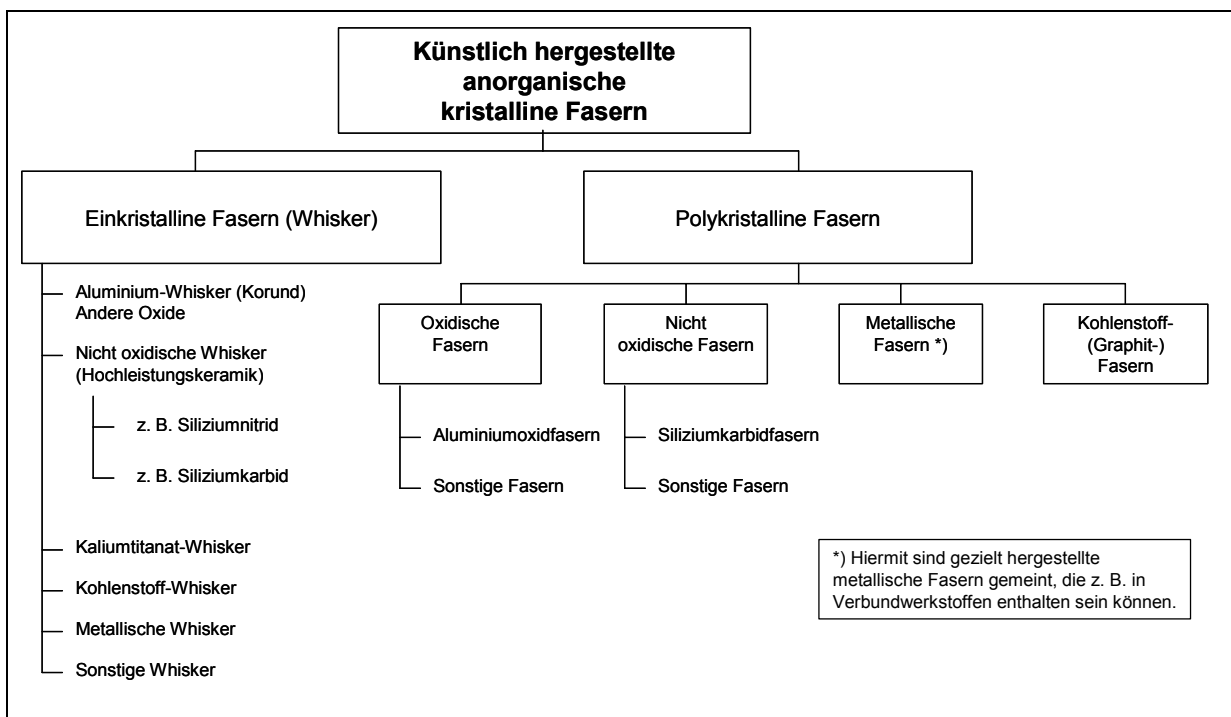 Künstlich hergestellte
anorganische
kristalline Fasern
Einkristalline Fasern (Whisker)
Polykristalline Fasern
Aluminium-Whisker (Korund)
Andere Oxide
Nicht oxidische Whisker
(Hochleistungskeramik)
z. B. Siliziumnitrid
z. B. Siliziumkarbid
Kaliumtitanat-Whisker
Kohlenstoff-Whisker
Metallische Whisker
Sonstige Whisker
Oxidische
Fasern
Aluminiumoxidfasern
Sonstige Fasern
Nicht
oxidische Fasern
Siliziumkarbidfasern
Sonstige Fasern
Metallische
Fasern *)
Kohlenstoff-
(Graphit-)
Fasern
*) Hiermit sind gezielt hergestellte
metallische Fasern gemeint, die z. B. in
Verbundwerkstoffen enthalten sein können.